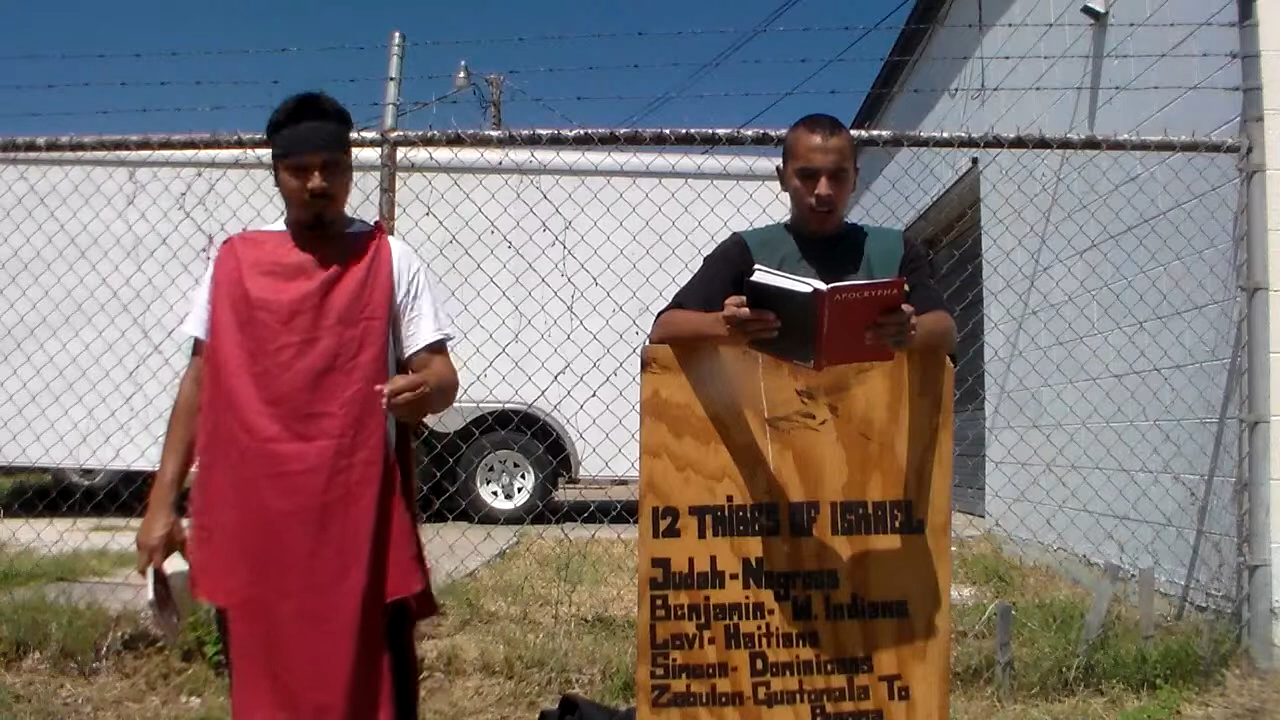 APOCRYPHA
12 TRIBES OF ISRAEL
Judah-Negroes
Benjamin- W. Indians
Levi- Haitians
Simeon- Dominicans
Zebulon-Guatemala To